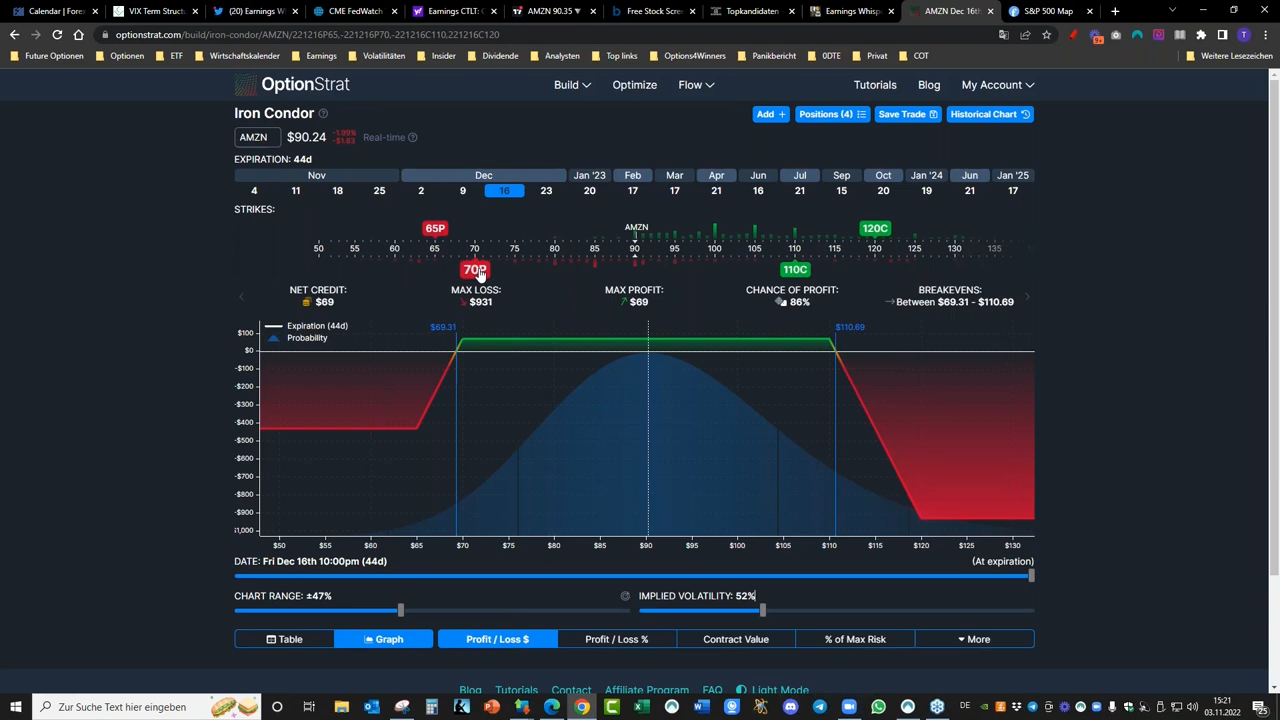 Calendar | Forex
VIX Term Struct
(20) Earnings W
CME FedWatch
Earnings CTLT:
AMZN 90.35
Free Stock Scree
Topkandidaten
Earnings Whisp
AMZN Dec 16th
S&P 500 Map
optionstrat.com/build/iron-condor/AMZN/221216P65,-221216P70,-221216C110,221216C120
Future Optionen
Optionen
ETF
Wirtschaftskalender
Earnings
Volatilitäten
Insider
Divididen
Analysten
Top links
Options4Winners
Panikbericht
0DTE
Privat
COT
Weitere Lesezeichen
OptionStrat
Build
Optimize
Flow
Tutorials
Blog
My Account
Iron Condor
Add +
Positions (4)
Save Trade
Historical Chart
AMZN $90.24 -1.99% -$1.83 Real-time
EXPIRATION: 44d
Nov Dec Jan '23 Feb Mar Apr Jun Jul Sep Oct Jan '24 Jun Jan '25
4 11 18 25 2 9 16 23 20 17 17 21 16 21 15 20 19 21 17
STRIKES:
65P AMZN 120C
50 55 60 65 70 75 80 85 90 95 100 105 110 115 120 125 130 135
70P 110C
NET CREDIT: MAX LOSS: MAX PROFIT: CHANCE OF PROFIT: BREAKEVENS:
$69 $931 $69 86% Between $69.31 - $110.69
Expiration (44d)
Probability
$69.31
$110.69
$100
$0
-$100
-$200
-$300
-$400
-$500
-$600
-$700
-$800
-$900
$1,000
$50 $55 $60 $65 $70 $75 $80 $85 $90 $95 $100 $105 $110 $115 $120 $125 $130
DATE: Fri Dec 16th 10:00pm (44d)
(At expiration)
CHART RANGE: ±47%
IMPLIED VOLATILITY: 52%
Table
Graph
Profit / Loss $
Profit / Loss %
Contract Value
% of Max Risk
More
Blog Tutorials Contact Affiliate Program FAQ Light Mode
Zur Suche Text hier eingeben
DE
15:21
03.11.2022